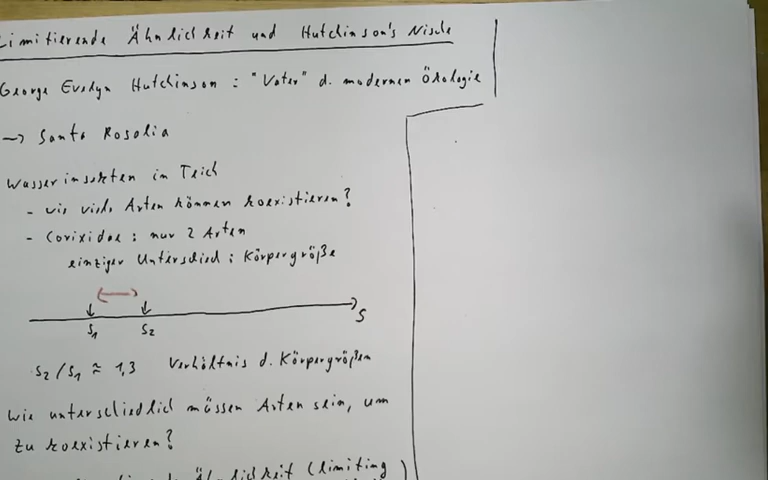 Limitierende Ähnlichkeit und Hutchinson's Nische
George Evelyn Hutchinson : "Vater" d. modernen Ökologie
→ Santa Rosalia
Wasserinsekten im Teich
- wie viele Arten können koexistieren?
- Corixidae : nur 2 Arten
einziger Unterschied : Körpergröße
S
S1 S2
S2/S1 ≈ 1,3 Verhältnis d. Körpergrößen
Wie unterschiedlich müssen Arten sein, um
zu koexistieren?
Ähnlichkeit (limiting )